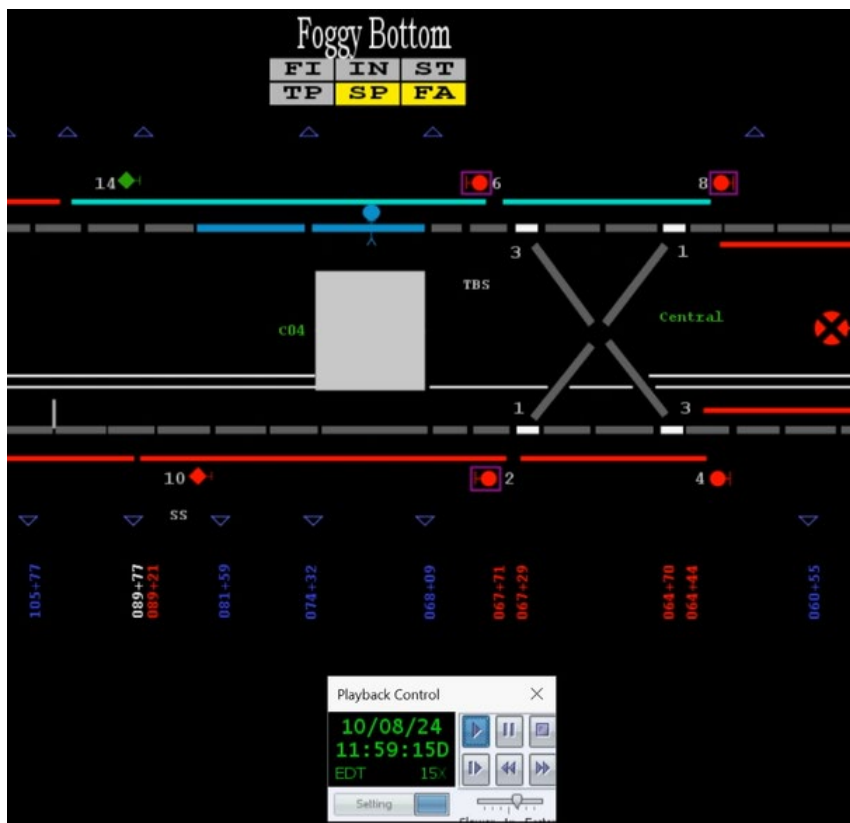 Foggy Bottom
FI IN ST
TP SP FA
14 6 8
3 1
TBS
C04 Central
1 3
10 2 4
SS
105+77 089+77 089+21 081+59 074+32 068+09 067+71 067+29 064+70 064+44 060+55
Playback Control
10/08/24
11:59:15D
EDT 15X
Setting